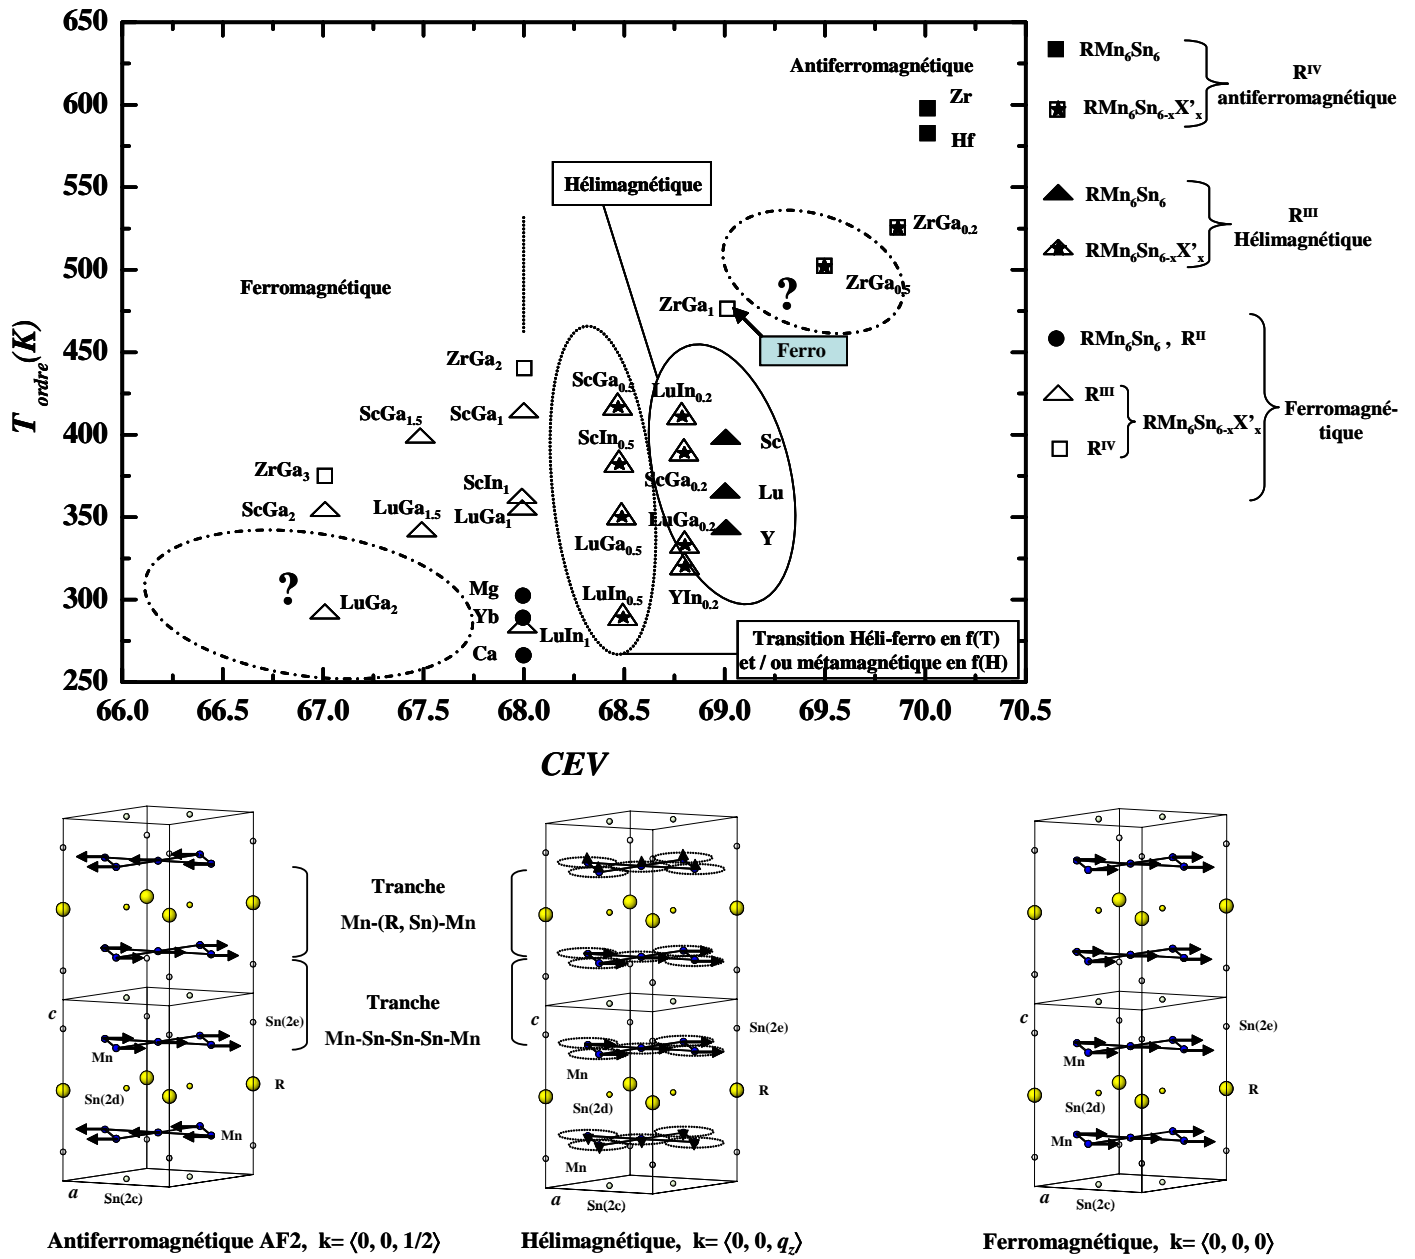 650
600
550
500
450
400
350
300
250
T ordre(K)
66.0 66.5 67.0 67.5 68.0 68.5 69.0 69.5 70.0 70.5
CEV
Antiferromagnétique
Zr
Hf
Hélimagnétique
ZrGa0.2
ZrGa0.5
?
Ferromagnétique
ZrGa1
Ferro
ZrGa2
ScGa0.5
LuIn0.2
ScGa1.5
ScGa1
ScIn0.5
Sc
ZrGa3
ScIn1
ScGa0.2
ScGa2
LuGa1.5
LuGa1
Lu
LuGa0.2
LuGa0.5
Y
?
LuGa2
Mg
LuIn0.5
YIn0.2
Yb
LuIn1
Ca
Transition Héli-ferro en f(T)
et / ou métamagnétique en f(H)
RMn6Sn6
RMn6Sn6-xX'x
RIV
antiferromagnétique
RMn6Sn6
RMn6Sn6-xX'x
RIII
Hélimagnétique
RMn6Sn6 , RII
RIII
RIV
RMn6Sn6-xX'x
Ferromagné-
tique
Tranche
Mn-(R, Sn)-Mn
Tranche
Mn-Sn-Sn-Sn-Mn
c
Sn(2e)
Mn
R
Sn(2d)
Mn
a
Sn(2c)
c
Sn(2e)
Mn
R
Sn(2d)
Mn
a
Sn(2c)
c
Sn(2e)
Mn
R
Sn(2d)
Mn
a
Sn(2c)
Antiferromagnétique AF2, k= ⟨0, 0, 1/2⟩
Hélimagnétique, k= ⟨0, 0, qz⟩
Ferromagnétique, k= ⟨0, 0, 0⟩